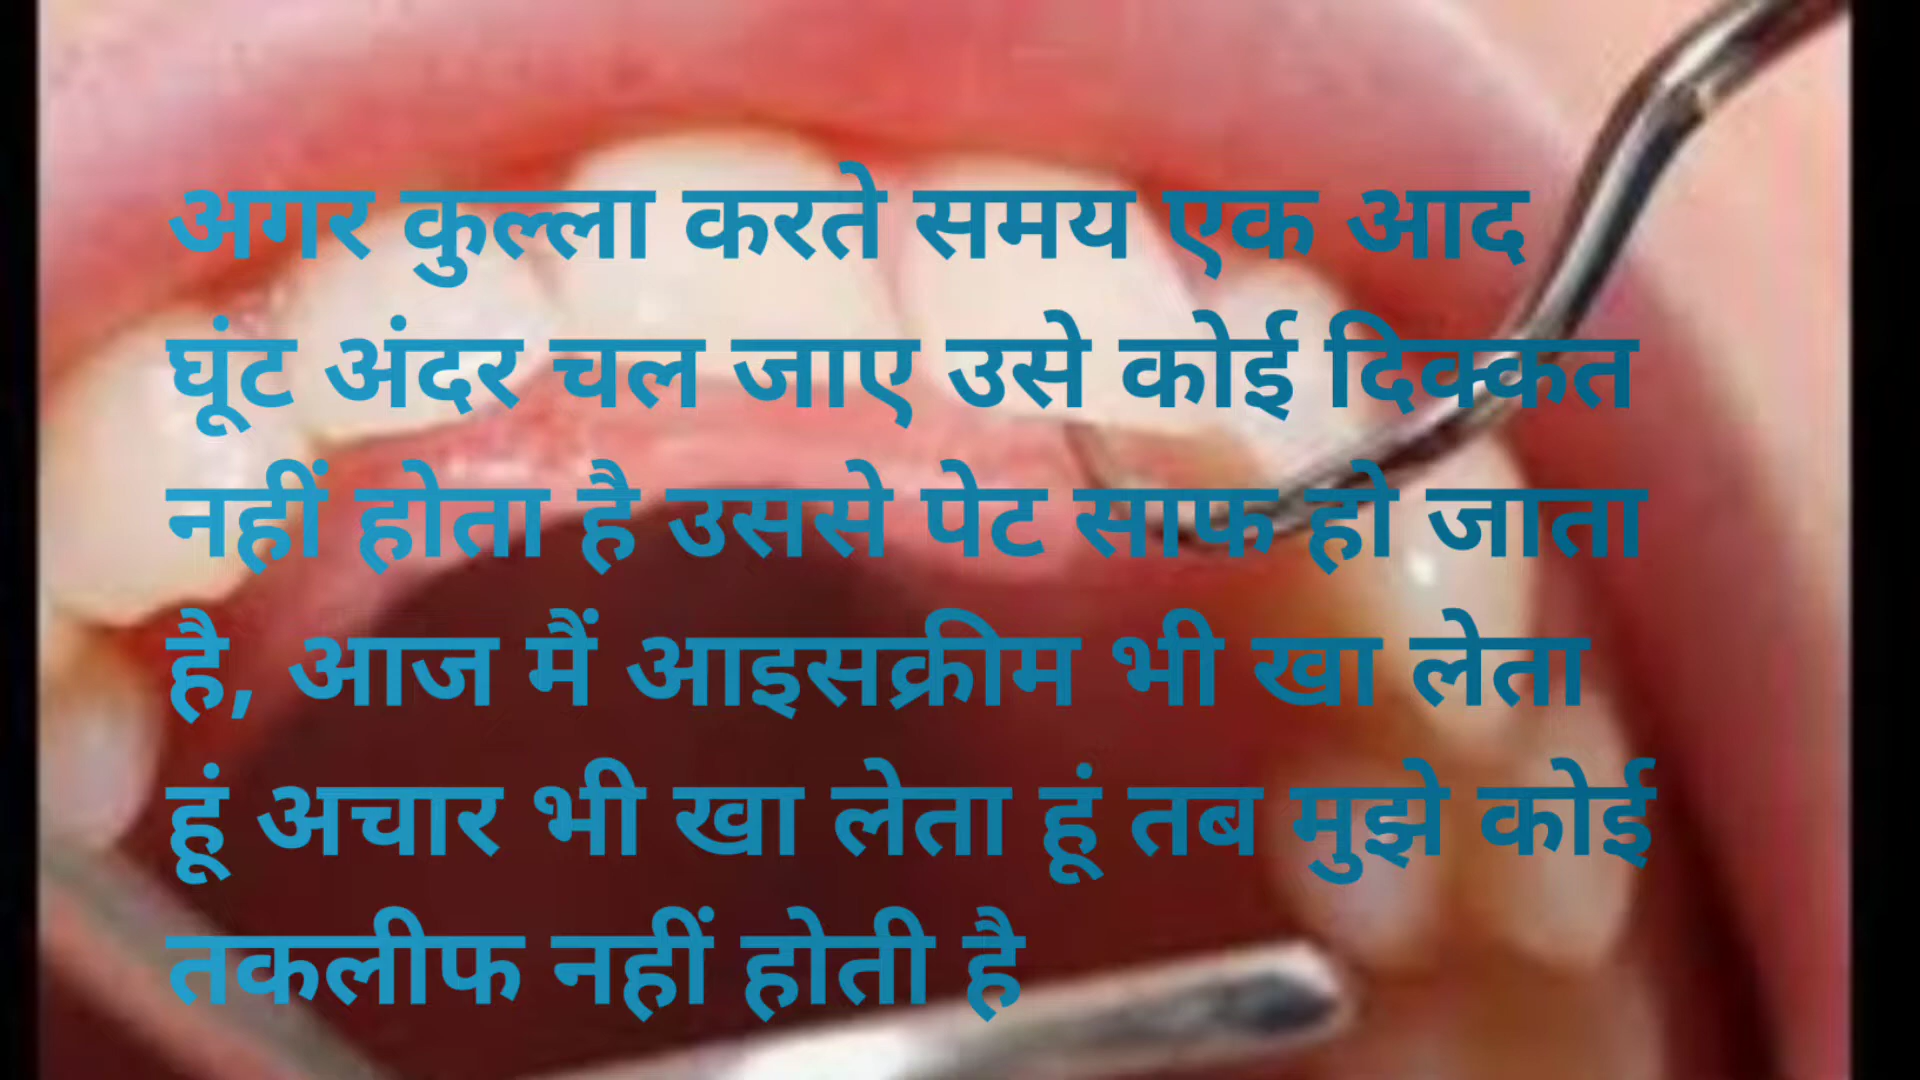 अगर कुल्ला करते समय एक आद
घूंट अंदर चल जाए उसे कोई दिक्कत
नहीं होता है उससे पेट साफ हो जाता
है, आज मैं आइसक्रीम भी खा लेता
हूं अचार भी खा लेता हूं तब मुझे कोई
तकलीफ नहीं होती है